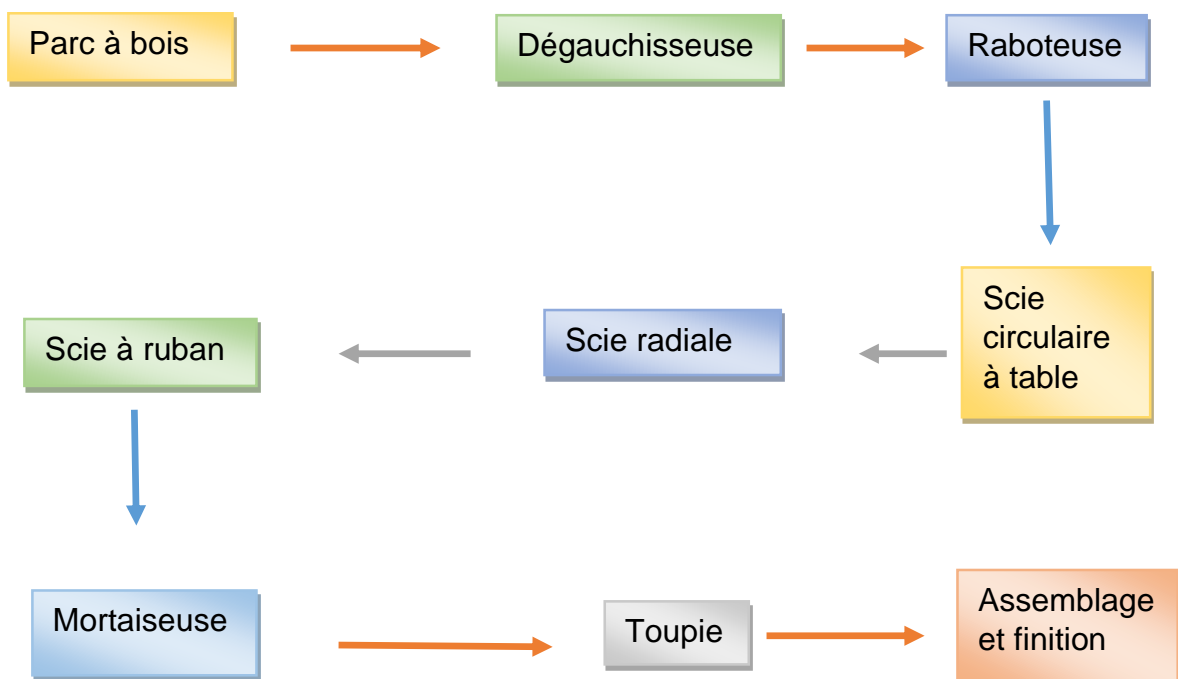 Parc à bois
Dégauchisseuse
Raboteuse
Scie
circulaire
à table
Scie radiale
Scie à ruban
Mortaiseuse
Toupie
Assemblage
et finition